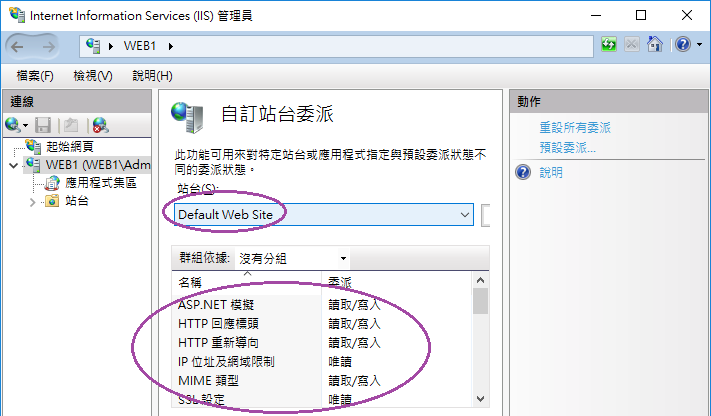 Internet Information Services (IIS) 管理員
WEB1
檔案(F) 檢視(V) 說明(H)
連線
起始網頁
WEB1 (WEB1\Adm
應用程式集區
站台
自訂站台委派
此功能可用來對特定站台或應用程式指定與預設委派狀態不
同的委派狀態。
站台(S):
Default Web Site
群組依據: 沒有分組
名稱 委派
ASP.NET 模擬 讀取/寫入
HTTP 回應標頭 讀取/寫入
HTTP 重新導向 讀取/寫入
IP 位址及網域限制 唯讀
MIME 類型 讀取/寫入
SSL 設定 唯讀
動作
重設所有委派
預設委派...
說明